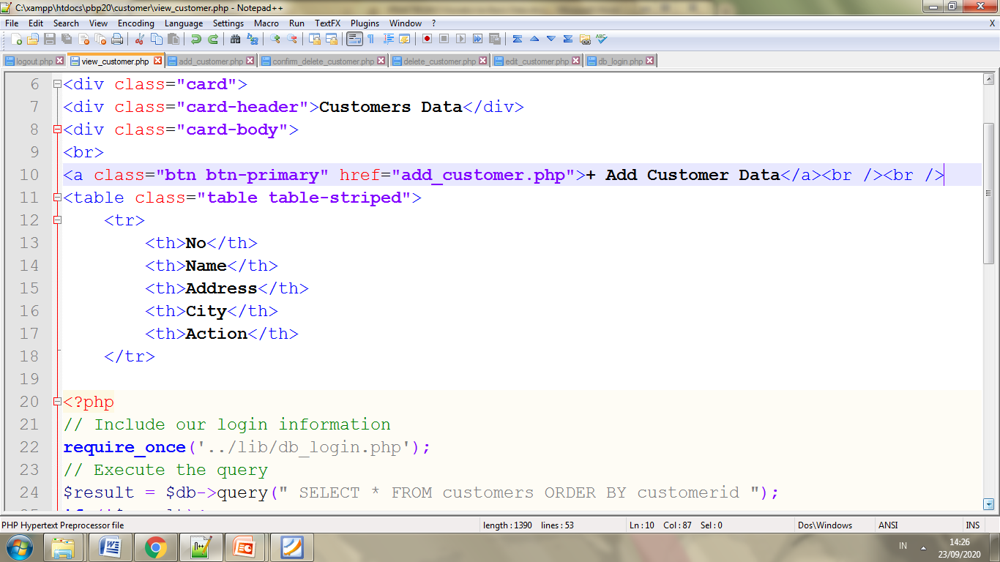 C:\xampp\htdocs\pbp20\customer\view_customer.php - Notepad++
File Edit Search View Encoding Language Settings Macro Run TextFX Plugins Window ? X
logout.php view_customer.php add_customer.php confirm_delete_customer.php delete_customer.php edit_customer.php db_login.php
6 <div class="card">
7 <div class="card-header">Customers Data</div>
8 <div class="card-body">
9 <br>
10 <a class="btn btn-primary" href="add_customer.php">+ Add Customer Data</a><br /><br />
11 <table class="table table-striped">
12 <tr>
13 <th>No</th>
14 <th>Name</th>
15 <th>Address</th>
16 <th>City</th>
17 <th>Action</th>
18 </tr>
19
20 <?php
21 // Include our login information
22 require_once('../lib/db_login.php');
23 // Execute the query
24 $result = $db->query(" SELECT * FROM customers ORDER BY customerid ");
PHP Hypertext Preprocessor file length : 1390 lines : 53 Ln : 10 Col : 87 Sel : 0 Dos\Windows ANSI INS
IN 14:26
23/09/2020